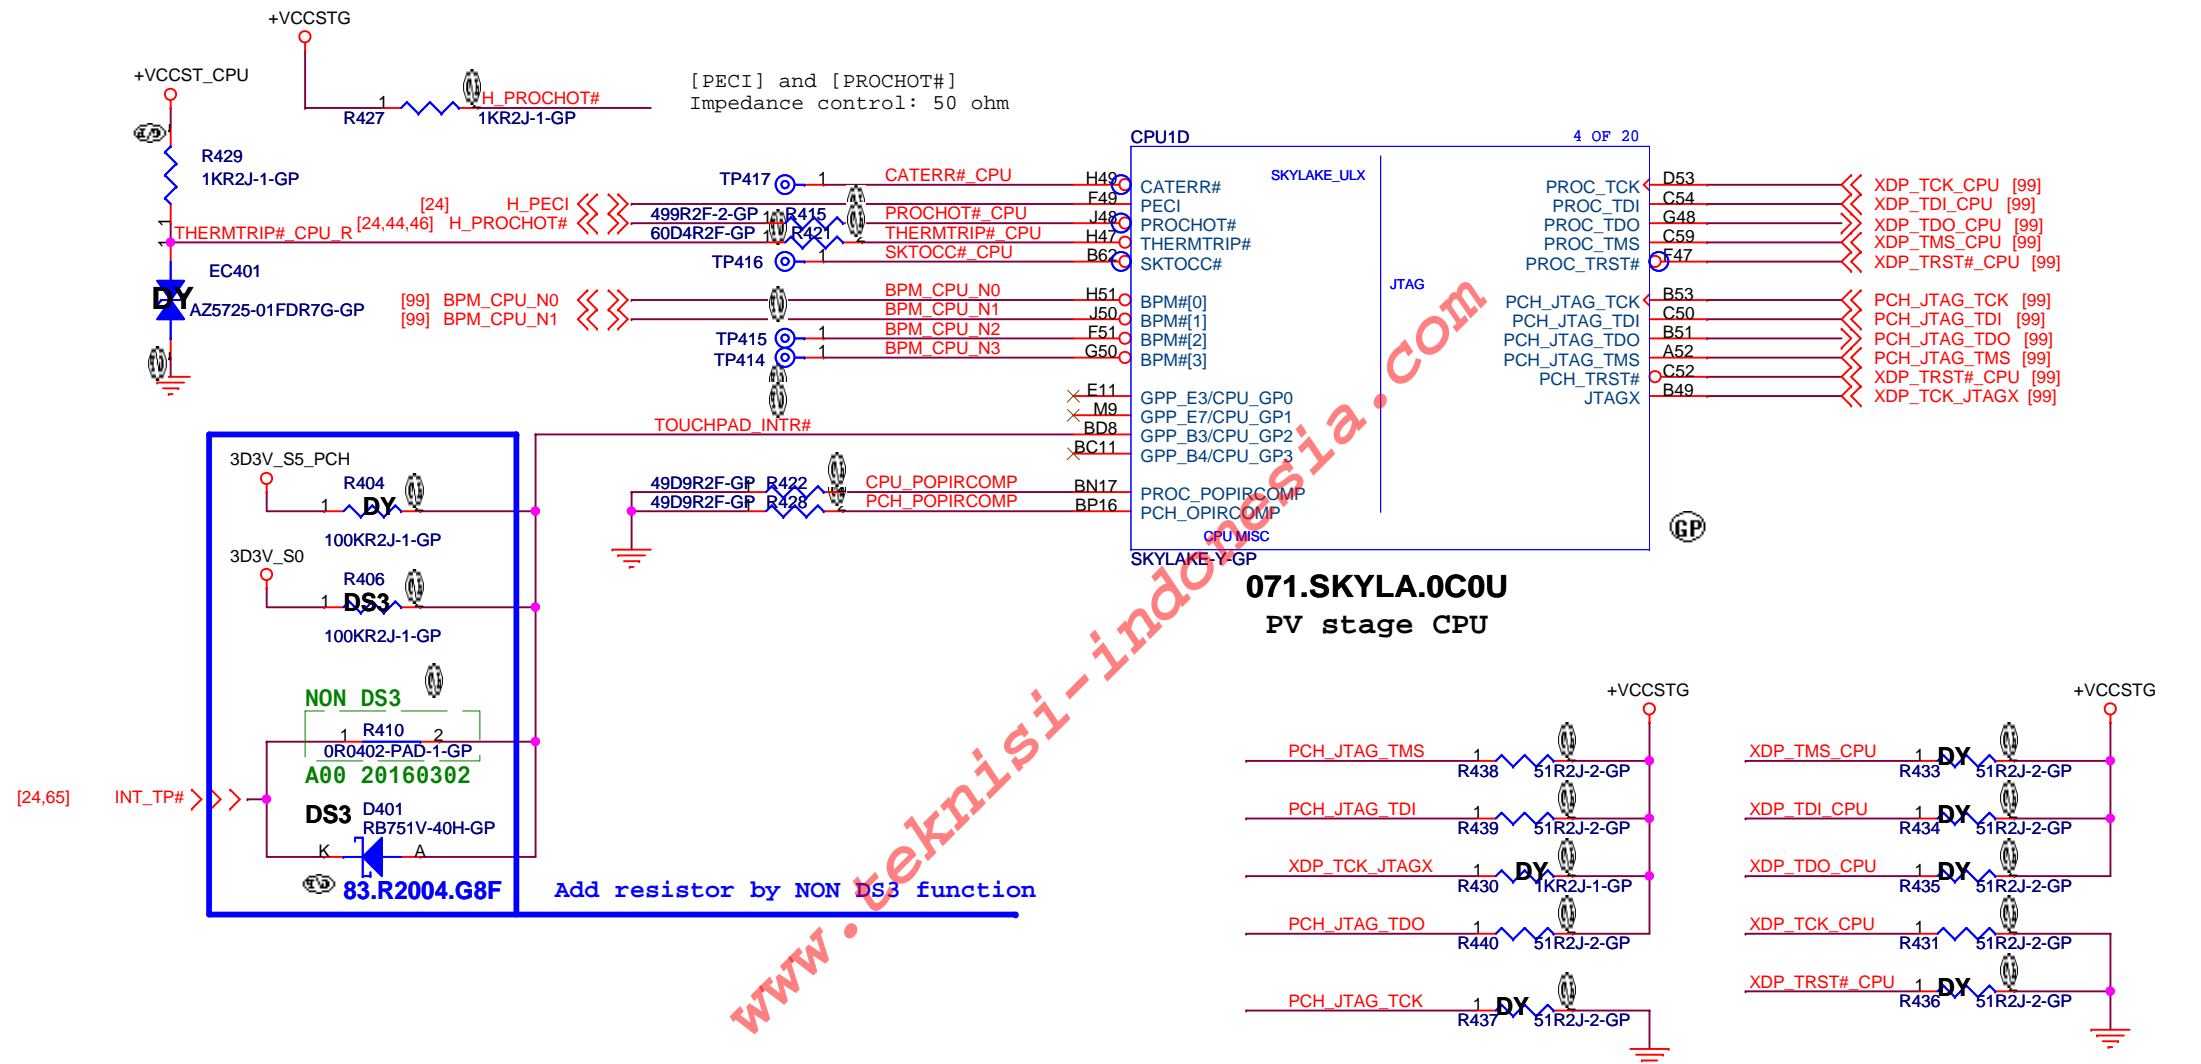 +VCCSTG
+VCCST_CPU
1 H_PROCHOT#
R427 1KR2J-1-GP
[PECI] and [PROCHOT#]
Impedance control: 50 ohm
R429
1KR2J-1-GP
1
THERMTRIP#_CPU_R
1
EC401
DY
AZ5725-01FDR7G-GP
CPU1D 4 OF 20
SKYLAKE_ULX
TP417 1 CATERR#_CPU H49 CATERR#
[24] H_PECI F49 PECI
[24,44,46] H_PROCHOT# 499R2F-2-GP 1 R415 PROCHOT#_CPU J48 PROCHOT#
60D4R2F-GP 1 R421 2 THERMTRIP#_CPU H47 THERMTRIP#
TP416 1 SKTOCC#_CPU B62 SKTOCC#
[99] BPM_CPU_N0 BPM_CPU_N0 H51 BPM#[0]
[99] BPM_CPU_N1 BPM_CPU_N1 J50 BPM#[1]
TP415 1 BPM_CPU_N2 F51 BPM#[2]
TP414 1 BPM_CPU_N3 G50 BPM#[3]
E11 GPP_E3/CPU_GP0
M9 GPP_E7/CPU_GP1
TOUCHPAD_INTR# BD8 GPP_B3/CPU_GP2
BC11 GPP_B4/CPU_GP3
49D9R2F-GP 1 R422 CPU_POPIRCOMP BN17 PROC_POPIRCOMP
49D9R2F-GP 1 R428 2 PCH_POPIRCOMP BP16 PCH_OPIRCOMP
CPU MISC
JTAG
PROC_TCK D53 XDP_TCK_CPU [99]
PROC_TDI C54 XDP_TDI_CPU [99]
PROC_TDO G48 XDP_TDO_CPU [99]
PROC_TMS C59 XDP_TMS_CPU [99]
PROC_TRST# F47 XDP_TRST#_CPU [99]
PCH_JTAG_TCK B53 PCH_JTAG_TCK [99]
PCH_JTAG_TDI C50 PCH_JTAG_TDI [99]
PCH_JTAG_TDO B51 PCH_JTAG_TDO [99]
PCH_JTAG_TMS A52 PCH_JTAG_TMS [99]
PCH_TRST# C52 XDP_TRST#_CPU [99]
JTAGX B49 XDP_TCK_JTAGX [99]
GP
SKYLAKE-Y-GP
071.SKYLA.0C0U
PV stage CPU
3D3V_S5_PCH
R404
1 DY 2
100KR2J-1-GP
3D3V_S0
R406
1 DS3 2
100KR2J-1-GP
NON DS3
1 R410 2
0R0402-PAD-1-GP
A00 20160302
[24,65] INT_TP#
DS3 D401
RB751V-40H-GP
K A
83.R2004.G8F
Add resistor by NON DS3 function
+VCCSTG
PCH_JTAG_TMS 1
R438 51R2J-2-GP
PCH_JTAG_TDI 1
R439 51R2J-2-GP
XDP_TCK_JTAGX 1 DY
R430 1KR2J-1-GP
PCH_JTAG_TDO 1
R440 51R2J-2-GP
PCH_JTAG_TCK 1 DY
R437 51R2J-2-GP
+VCCSTG
XDP_TMS_CPU 1 DY
R433 51R2J-2-GP
XDP_TDI_CPU 1 DY
R434 51R2J-2-GP
XDP_TDO_CPU 1 DY
R435 51R2J-2-GP
XDP_TCK_CPU 1
R431 51R2J-2-GP
XDP_TRST#_CPU 1 DY
R436 51R2J-2-GP
www.teknisi-indonesia.com